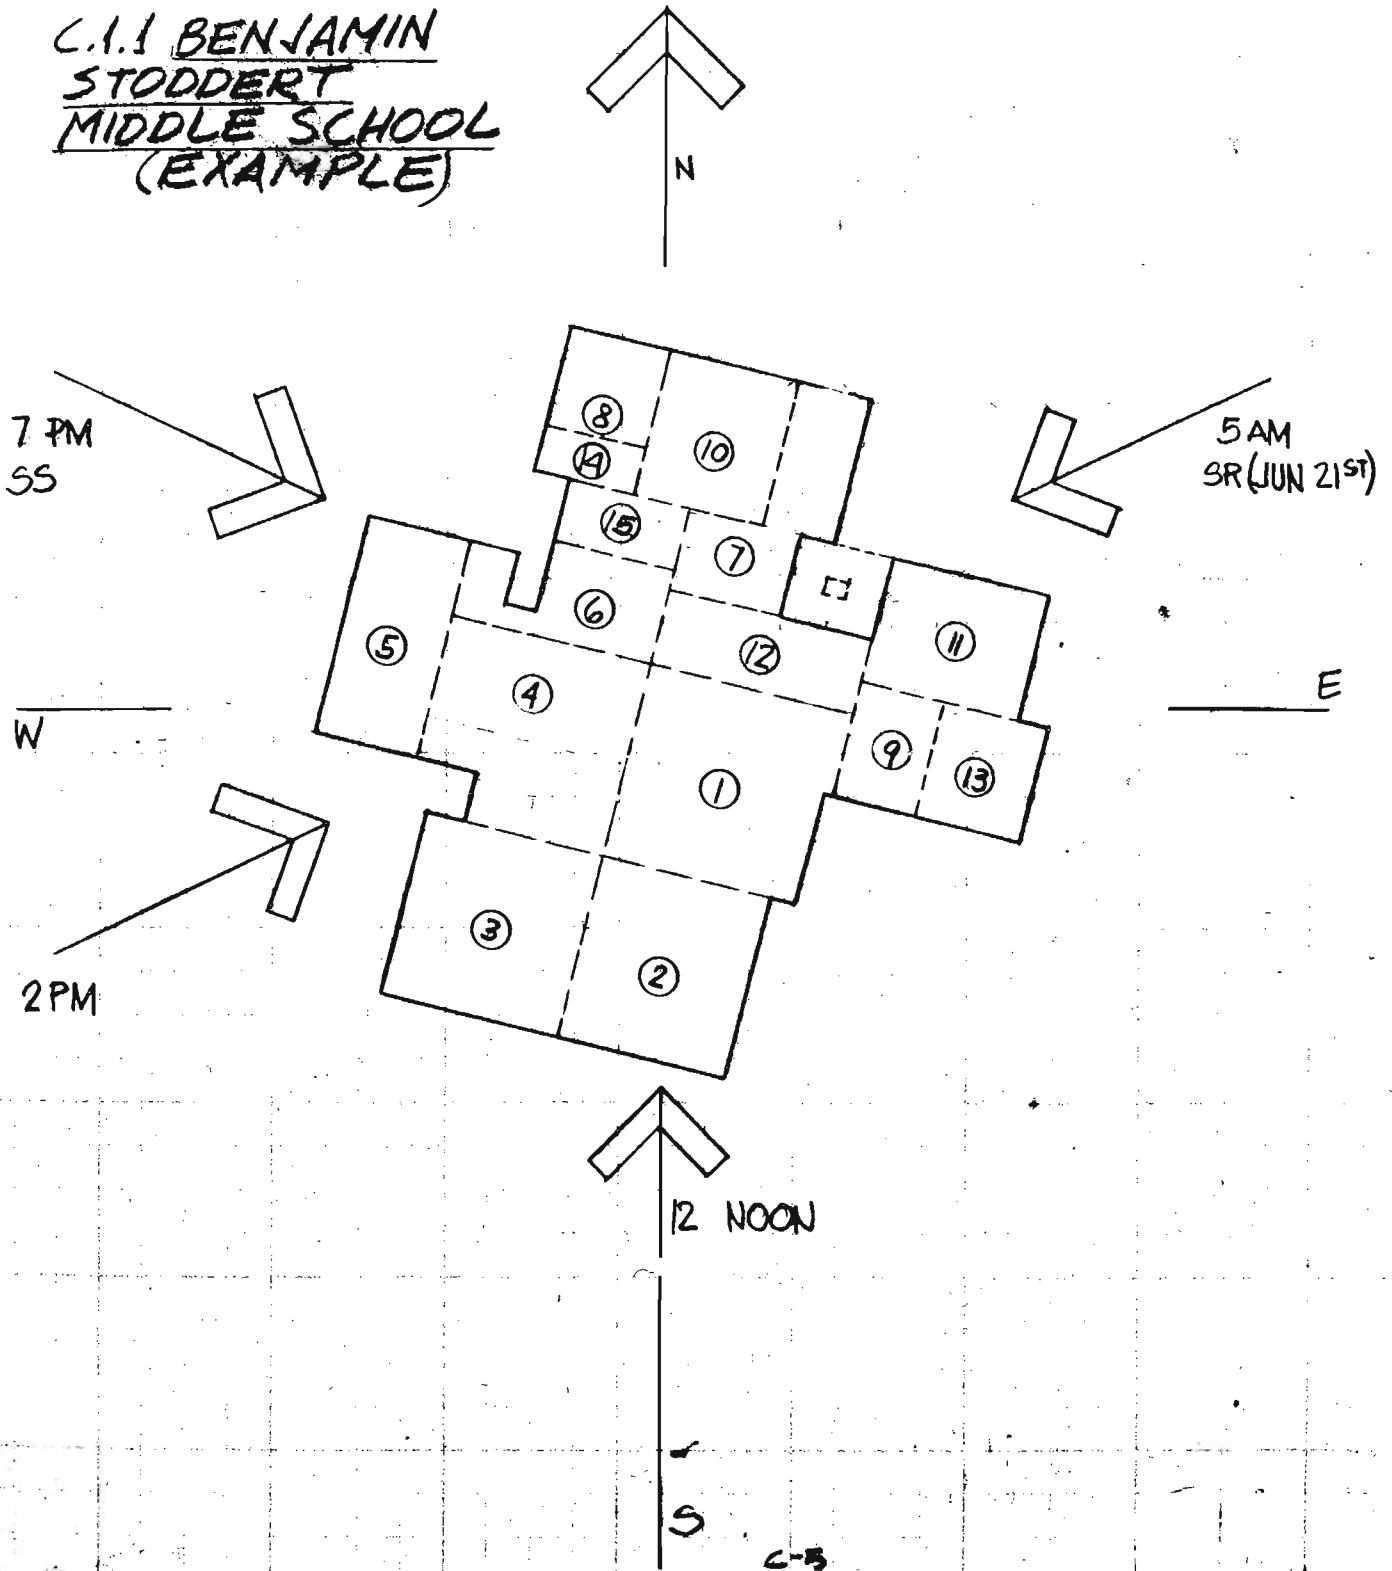 C.1.1 BENJAMIN
STODDERT
MIDDLE SCHOOL
(EXAMPLE)
N
7 PM
SS
5 AM
SR (JUN 21ST)
8
10
14
15
7
6
5
12
11
4
E
W
9
13
1
3
2
2 PM
12 NOON
S
C-5